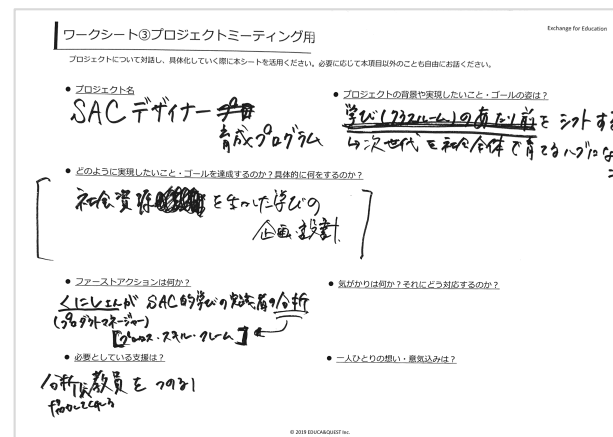 Exchange for Education
ワークシート③プロジェクトミーティング用
プロジェクトについて対話し、具体化していく際に本シートを活用ください。必要に応じて本項目以外のことも自由にお話ください。
● プロジェクト名
SACデザイナー
育成プログラム
● プロジェクトの背景や実現したいこと・ゴールの姿は？
学び(クラスルーム)のあたり前をシフトする
↳次世代を社会全体で育てるハブにな
● どのように実現したいこと・ゴールを達成するのか？具体的に何をするのか？
社会資源を生かした学びの
企画・設計
● ファーストアクションは何か？
くにしぇんが SAC的学びの実践者の分析
(プロダクトマネージャー)
[プロセス・スキル・フレーム]
● 気がかりは何か？それにどう対応するのか？
● 必要としている支援は？
分析 教員をつのる！
● 一人ひとりの想い・意気込みは？
© 2019 EDUCA&QUEST Inc.